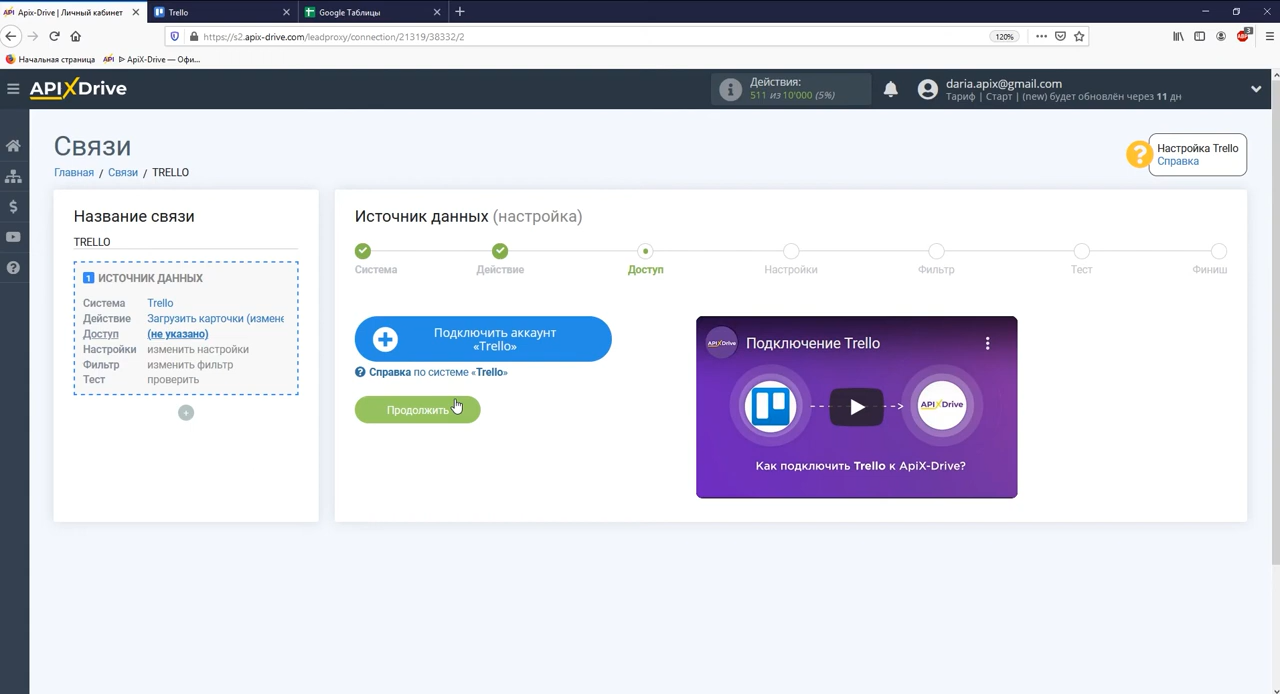 Apix-Drive | Личный кабинет
Trello
Google Таблицы
https://s2.apix-drive.com/leadproxy/connection/21319/38332/2
120%
Начальная страница
API ᐅ ApiX-Drive — Офи...
3
APIXDrive
Действия:
511 из 10'000 (5%)
daria.apix@gmail.com
Тариф | Старт | (new) будет обновлён через 11 дн
Связи
Главная / Связи / TRELLO
Настройка Trello
Справка
Название связи
TRELLO
1 ИСТОЧНИК ДАННЫХ
Система Trello
Действие Загрузить карточки (измене
Доступ (не указано)
Настройки изменить настройки
Фильтр изменить фильтр
Тест проверить
Источник данных (настройка)
Система
Действие
Доступ
Настройки
Фильтр
Тест
Финиш
Подключить аккаунт
«Trello»
Справка по системе «Trello»
Продолжить
APIXDrive
Подключение Trello
APIXDrive
Как подключить Trello к ApiX-Drive?